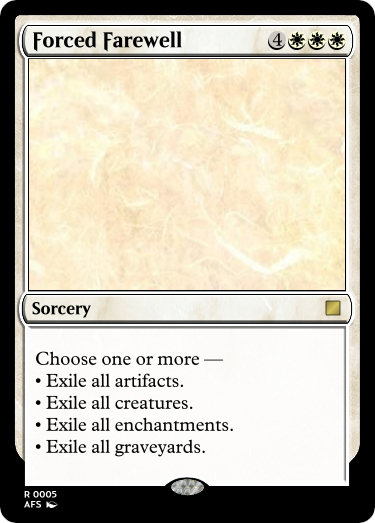 Forced Farewell 4
Sorcery
Choose one or more —
• Exile all artifacts.
• Exile all creatures.
• Exile all enchantments.
• Exile all graveyards.
R 0005
AFS